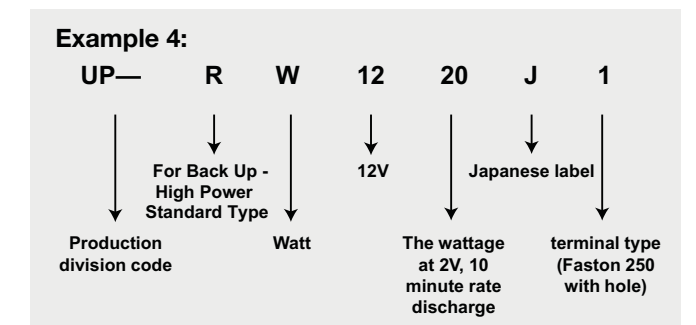 Example 4:
UP— R W 12 20 J 1
For Back Up -
High Power
Standard Type
12V
Japanese label
Production
division code
Watt
The wattage
at 2V, 10
minute rate
discharge
terminal type
(Faston 250
with hole)